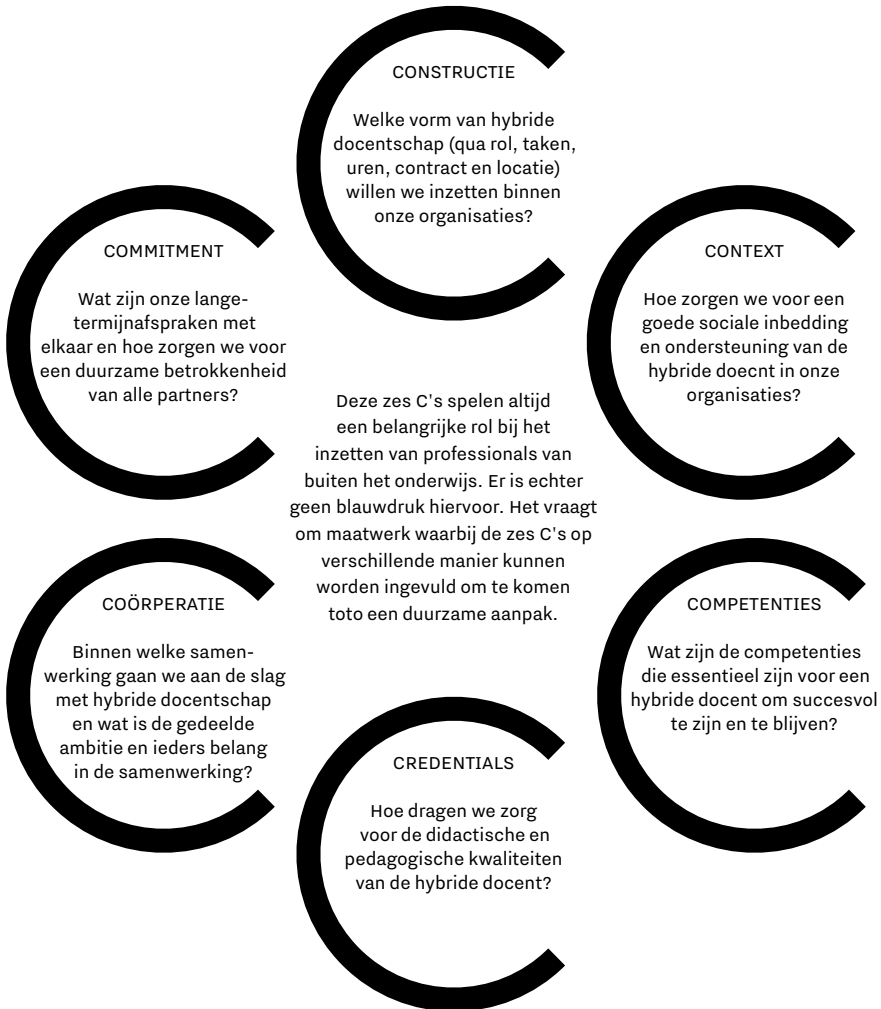 CONSTRUCTIE
Welke vorm van hybride
docentschap (qua rol, taken,
uren, contract en locatie)
willen we inzetten binnen
onze organisaties?
COMMITMENT
Wat zijn onze lange-
termijnafspraken met
elkaar en hoe zorgen we voor
een duurzame betrokkenheid
van alle partners?
CONTEXT
Hoe zorgen we voor een
goede sociale inbedding
en ondersteuning van de
hybride doecnt in onze
organisaties?
Deze zes C's spelen altijd
een belangrijke rol bij het
inzetten van professionals van
buiten het onderwijs. Er is echter
geen blauwdruk hiervoor. Het vraagt
om maatwerk waarbij de zes C's op
verschillende manier kunnen
worden ingevuld om te komen
toto een duurzame aanpak.
COÖRPERATIE
Binnen welke samen-
werking gaan we aan de slag
met hybride docentschap
en wat is de gedeelde
ambitie en ieders belang
in de samenwerking?
COMPETENTIES
Wat zijn de competenties
die essentieel zijn voor een
hybride docent om succesvol
te zijn en te blijven?
CREDENTIALS
Hoe dragen we zorg
voor de didactische en
pedagogische kwaliteiten
van de hybride docent?